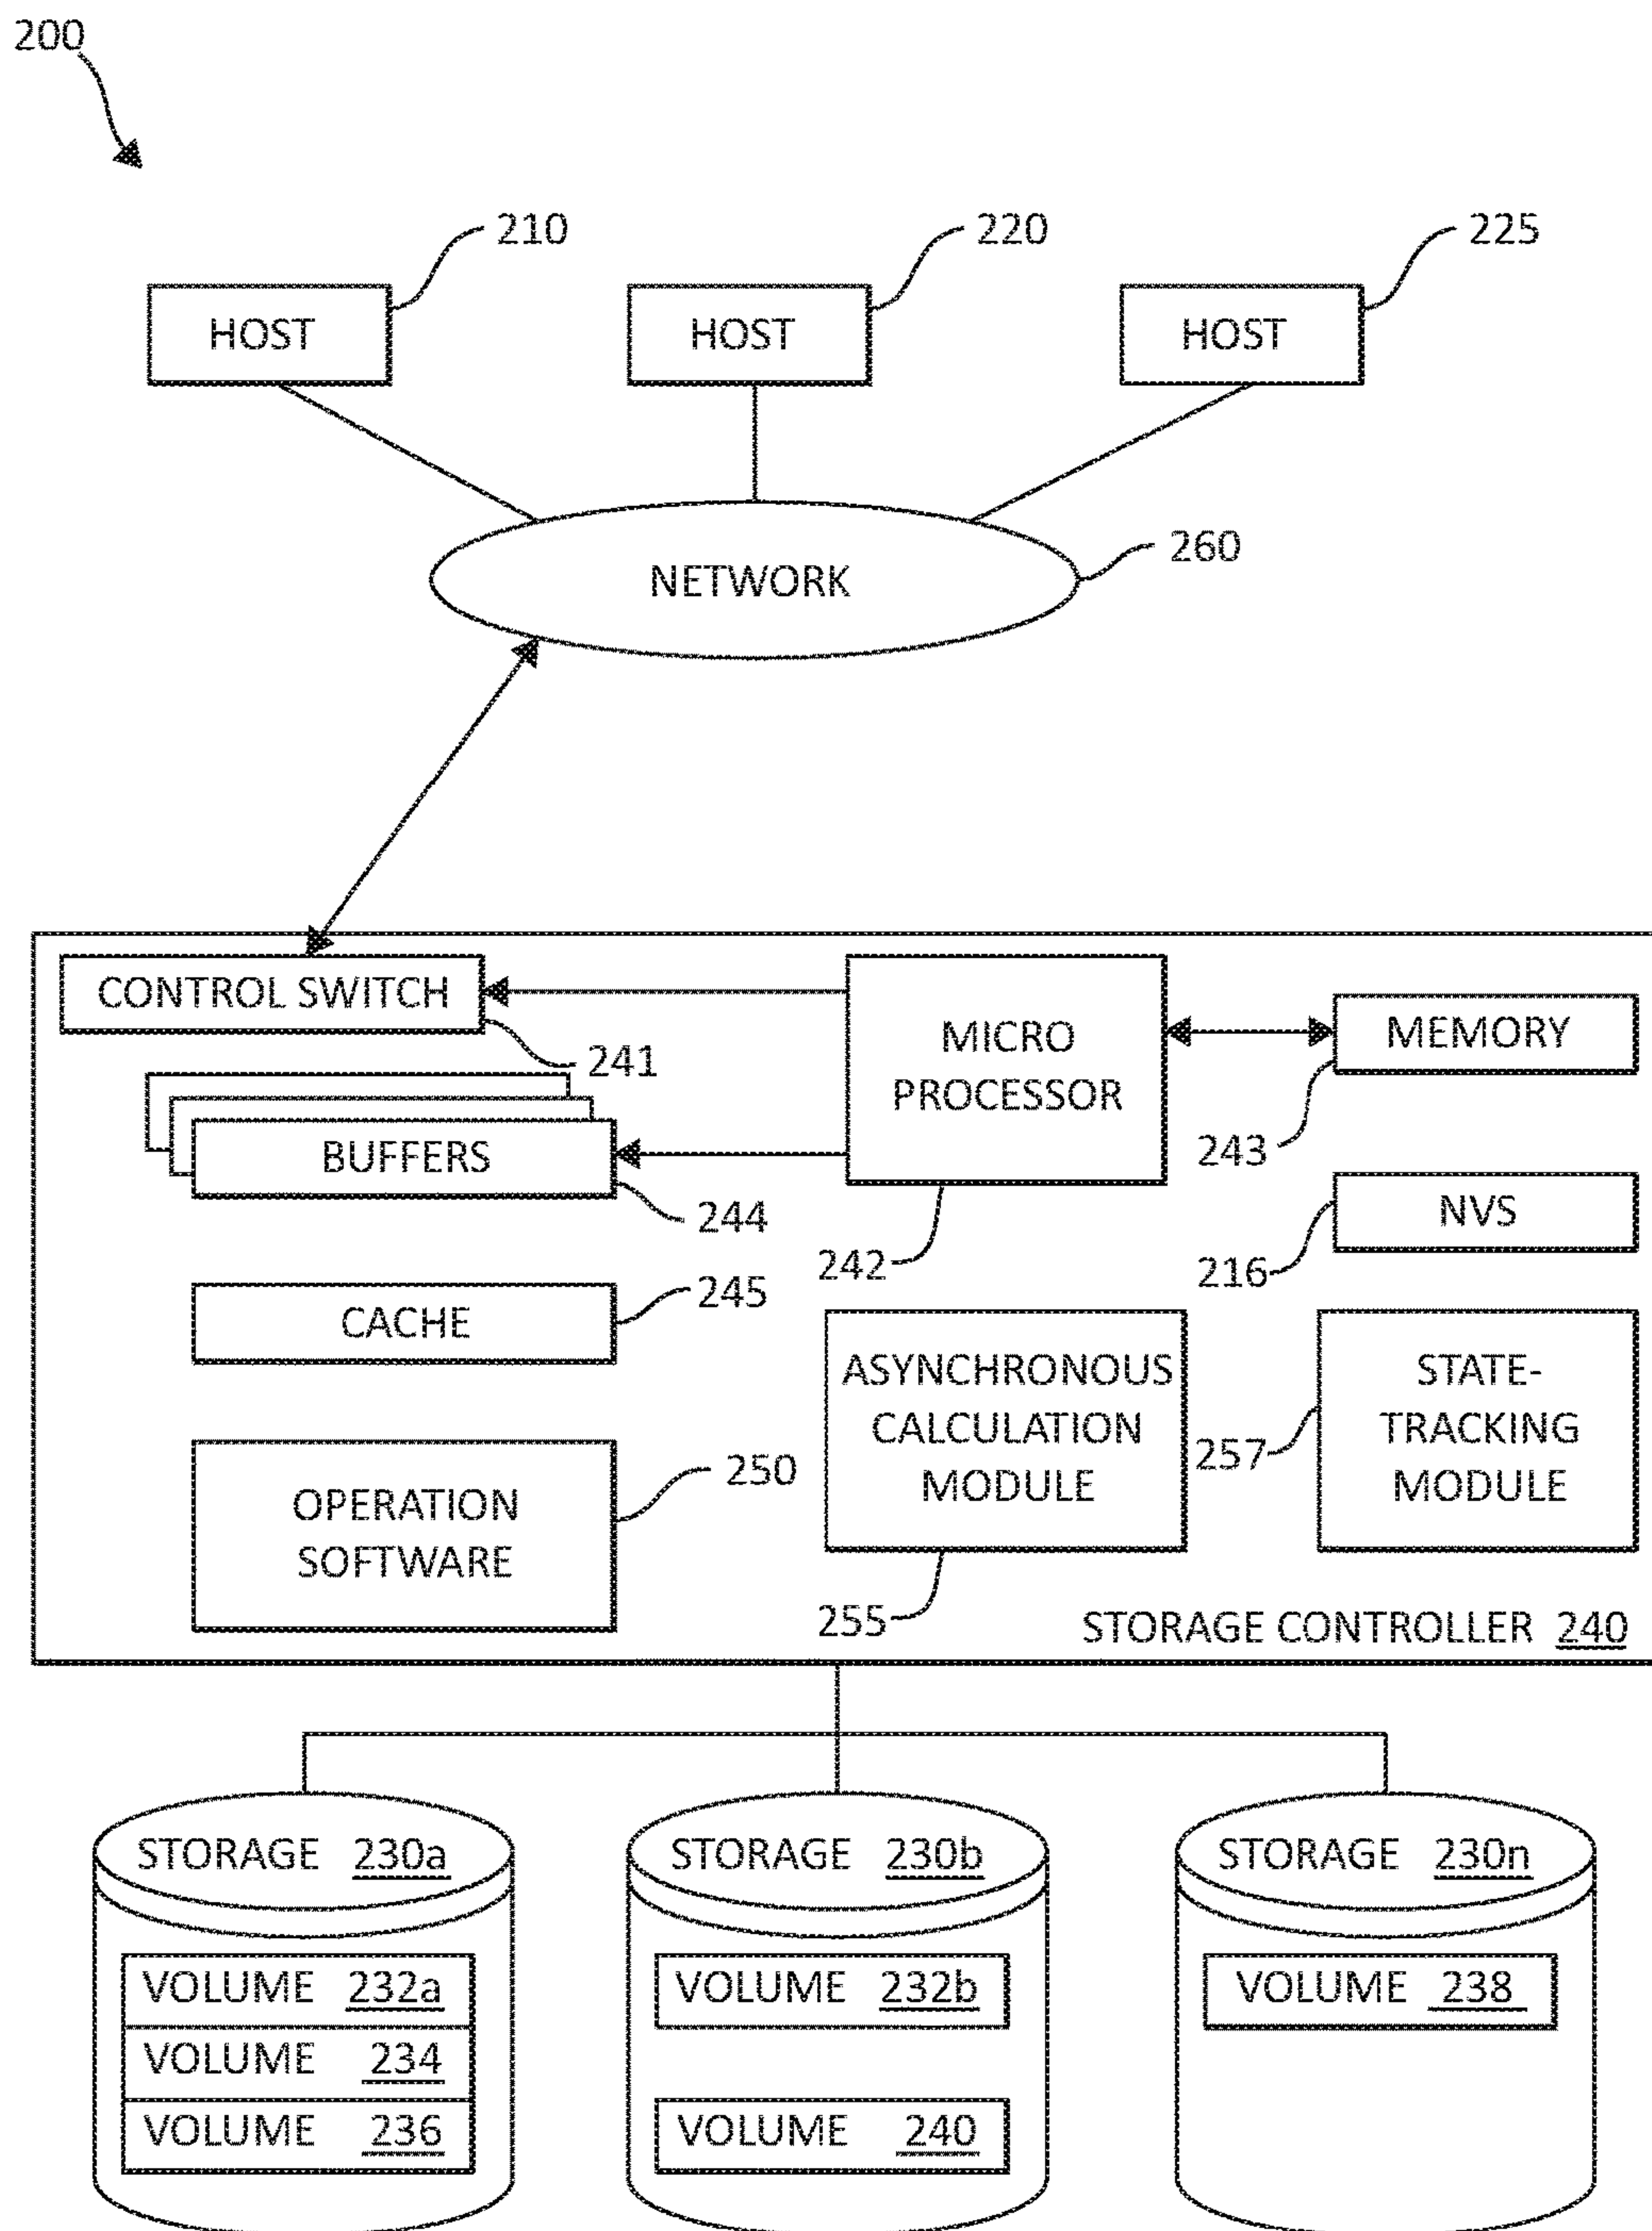 200
210
220
225
HOST
HOST
HOST
260
NETWORK
CONTROL SWITCH
241
MICRO
PROCESSOR
242
MEMORY
243
BUFFERS
244
NVS
216
CACHE
245
ASYNCHRONOUS
CALCULATION
MODULE
255
STATE-
TRACKING
MODULE
257
OPERATION
SOFTWARE
250
STORAGE CONTROLLER 240
STORAGE 230a
STORAGE 230b
STORAGE 230n
VOLUME 232a
VOLUME 234
VOLUME 236
VOLUME 232b
VOLUME 240
VOLUME 238